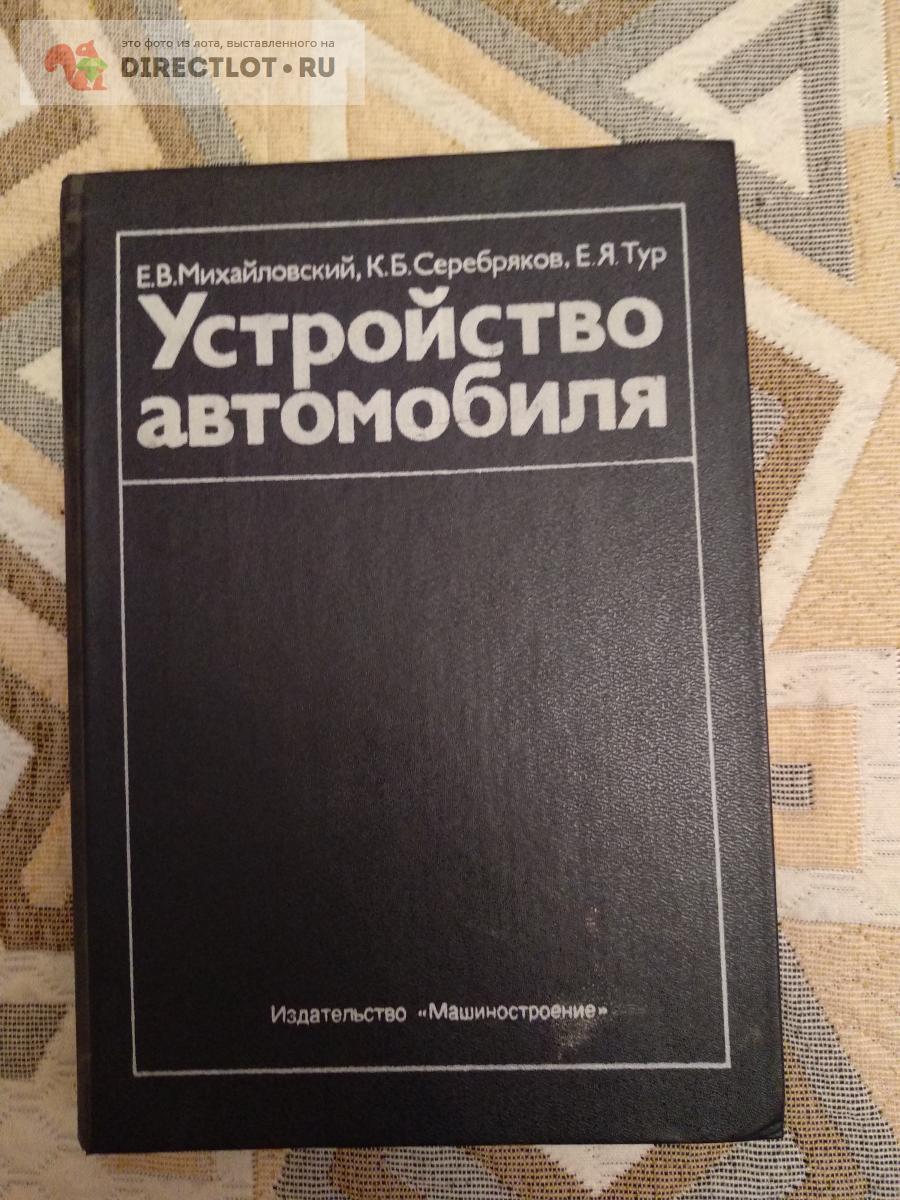 это фото из лота, выставленного на
DIRECTLOT•RU
Е.В.Михайловский, К.Б.Серебряков, Е.Я.Тур
Устройство
автомобиля
Издательство «Машиностроение»